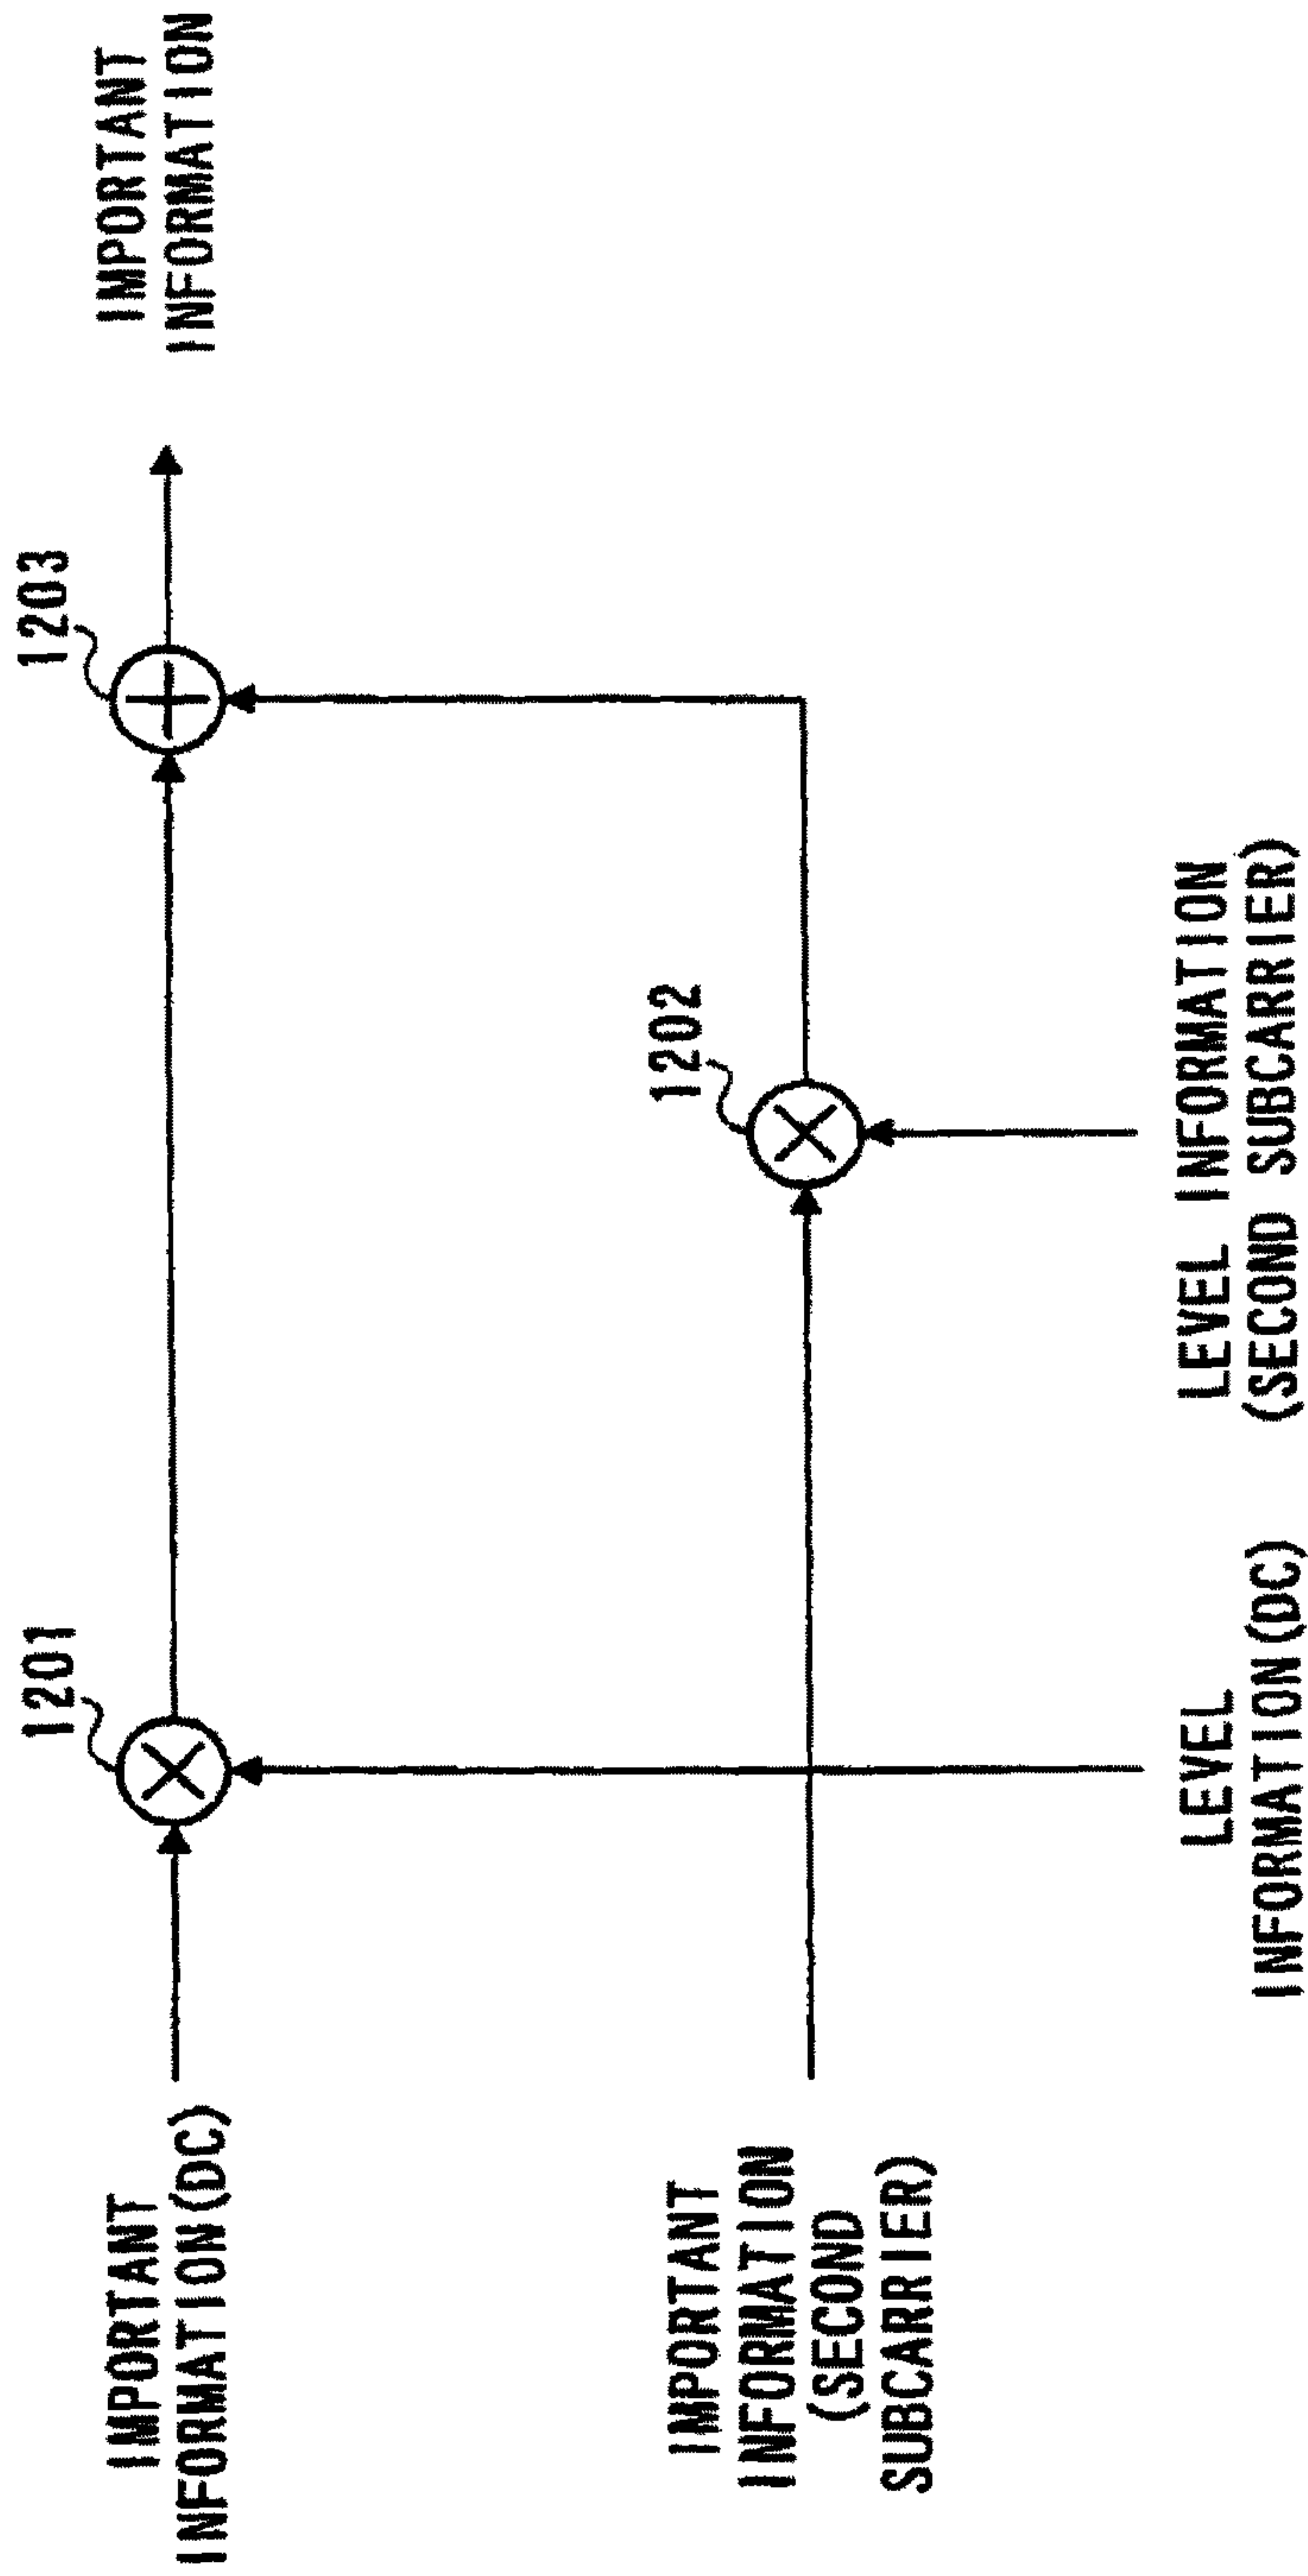 1201
1203
IMPORTANT
INFORMATION
IMPORTANT
INFORMATION(DC)
1202
IMPORTANT
INFORMATION
(SECOND
SUBCARRIER)
LEVEL
INFORMATION(DC)
LEVEL INFORMATION
(SECOND SUBCARRIER)